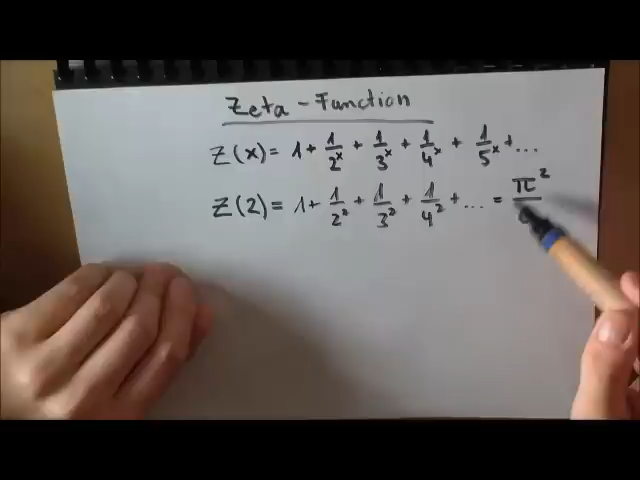 Zeta-Function
Z(x) = 1 + 1/2^x + 1/3^x + 1/4^x + 1/5^x + ...
Z(2) = 1 + 1/2^2 + 1/3^2 + 1/4^2 + ... = π^2/